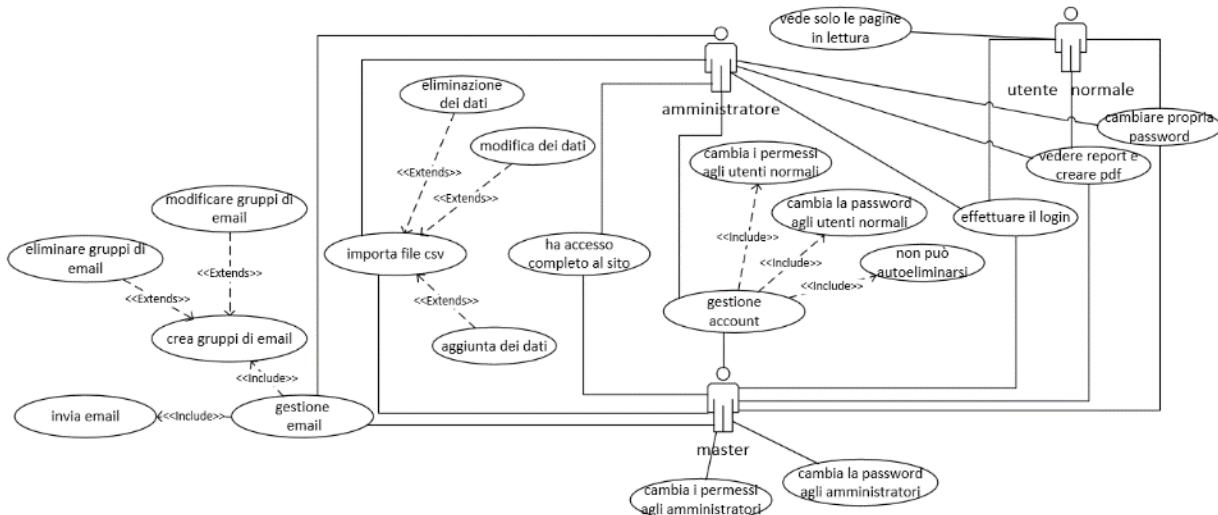 vede solo le pagine
in lettura
utente normale
amministratore
eliminazione
dei dati
cambiare propria
password
modifica dei dati
cambia i permessi
agli utenti normali
vedere report e
creare pdf
<<Extends>>
<<Extends>>
modificare gruppi di
email
cambia la password
agli utenti normali
effettuare il login
eliminare gruppi di
email
importa file csv
ha accesso
completo al sito
<<Include>>
<<Include>>
non può
autoeliminarsi
<<Extends>>
<<Extends>>
<<Include>>
<<Extends>>
gestione
account
crea gruppi di email
aggiunta dei dati
<<Include>>
invia email
<<Include>>
gestione
email
master
cambia i permessi
agli amministratori
cambia la password
agli amministratori